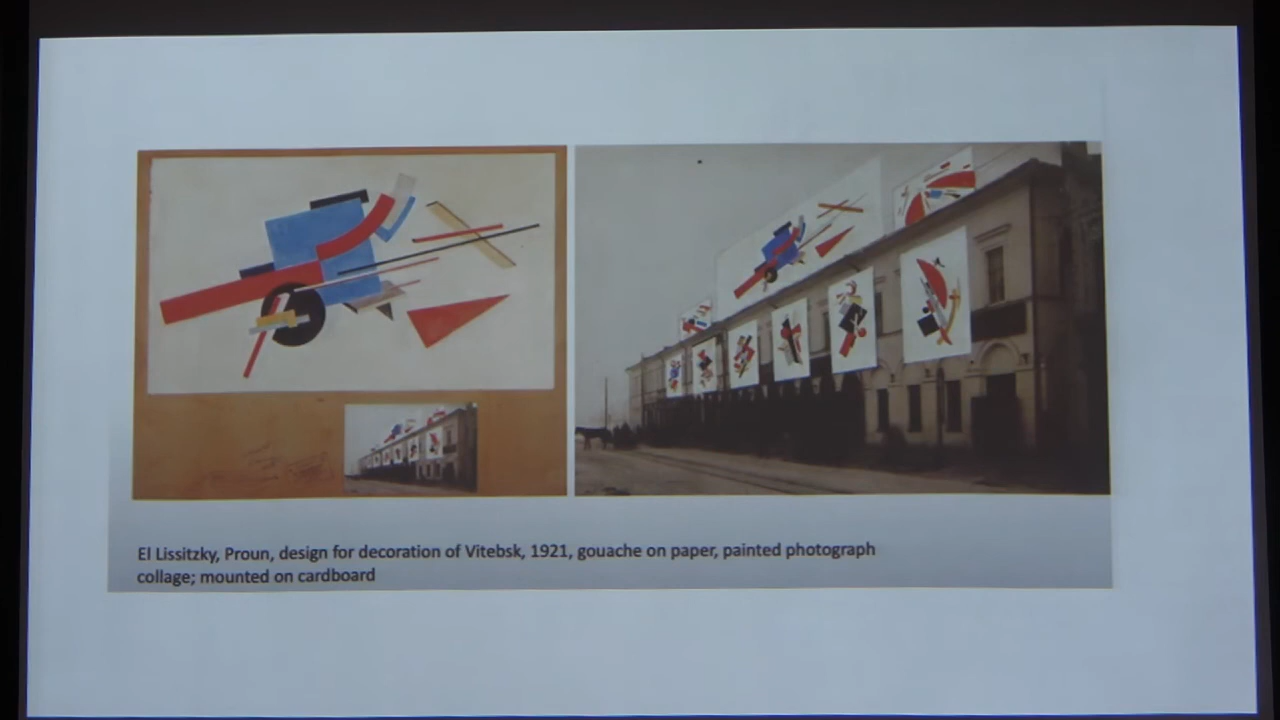 El Lissitzky, Proun, design for decoration of Vitebsk, 1921, gouache on paper, painted photograph
collage; mounted on cardboard